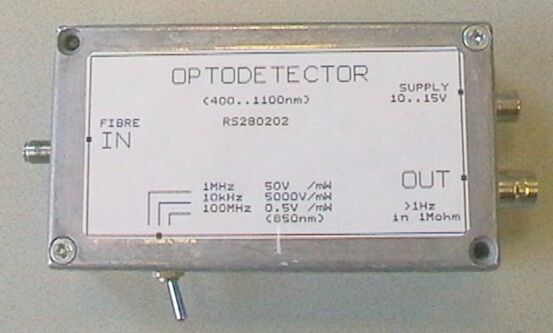 OPTODETECTOR
(400..1100nm)
RS280202
SUPPLY
10..15V
FIBRE
IN
1MHz 50V /mW
10kHz 5000V/mW
100MHz 0.5V /mW
(850nm)
OUT
>1Hz
in 1Mohm